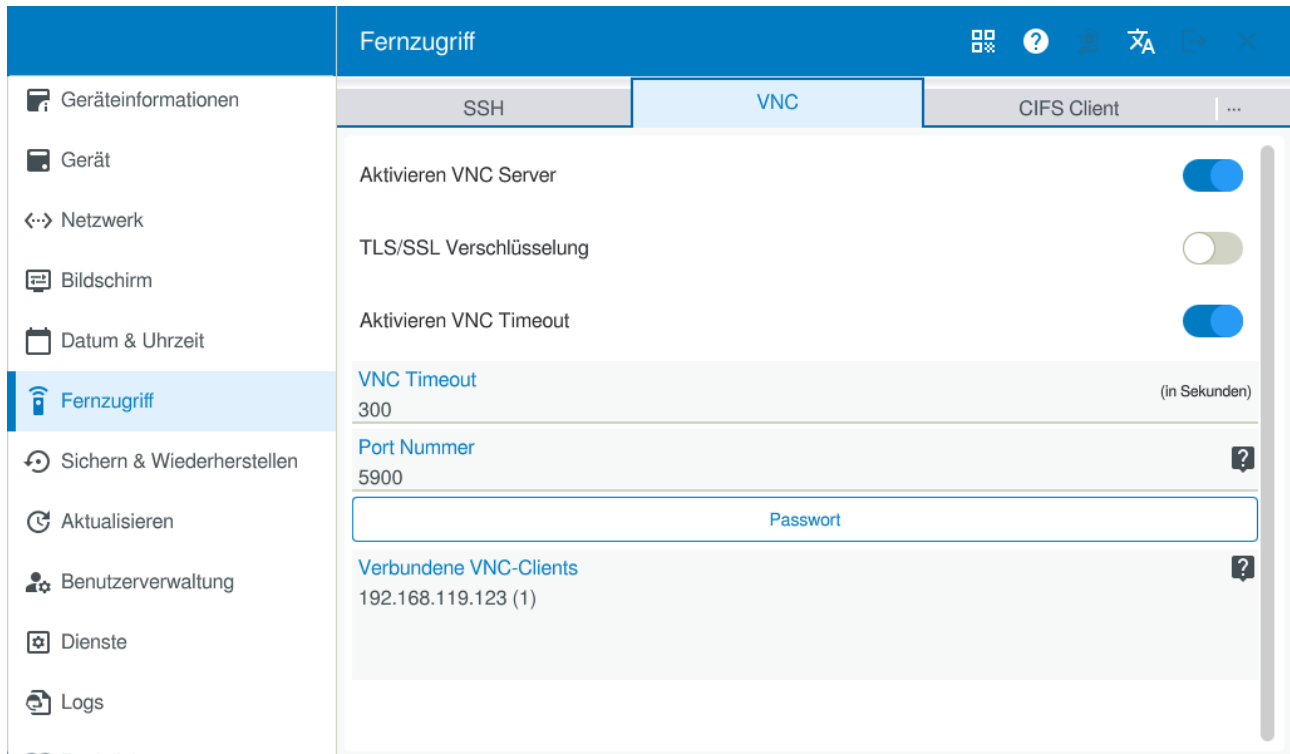 Fernzugriff
Geräteinformationen
Gerät
Netzwerk
Bildschirm
Datum & Uhrzeit
Fernzugriff
Sichern & Wiederherstellen
Aktualisieren
Benutzerverwaltung
Dienste
Logs
SSH
VNC
CIFS Client
...
Aktivieren VNC Server
TLS/SSL Verschlüsselung
Aktivieren VNC Timeout
VNC Timeout
300
(in Sekunden)
Port Nummer
5900
Passwort
Verbundene VNC-Clients
192.168.119.123 (1)